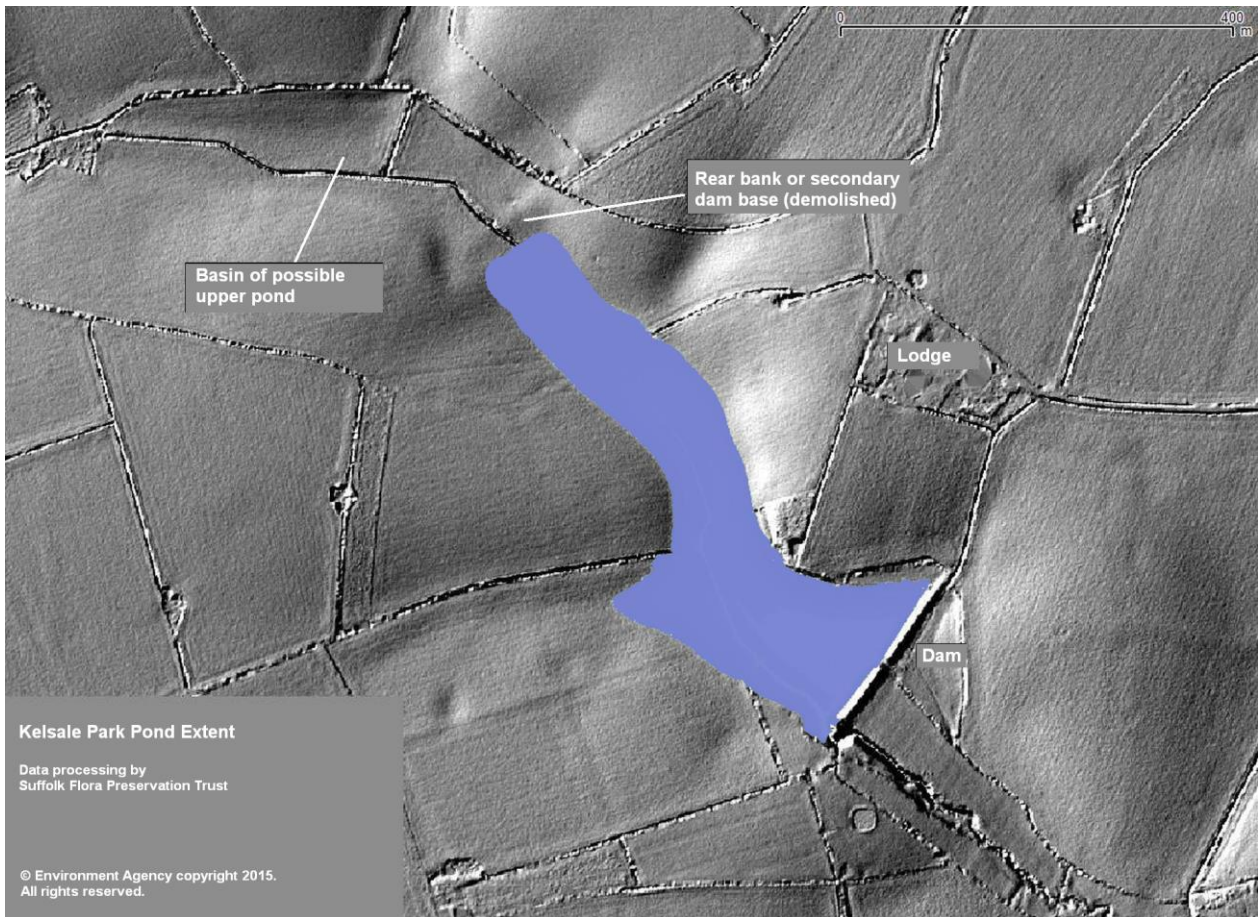 0 400
m
Rear bank or secondary
dam base (demolished)
Basin of possible
upper pond
Lodge
Dam
Kelsale Park Pond Extent
Data processing by
Suffolk Flora Preservation Trust
© Environment Agency copyright 2015.
All rights reserved.